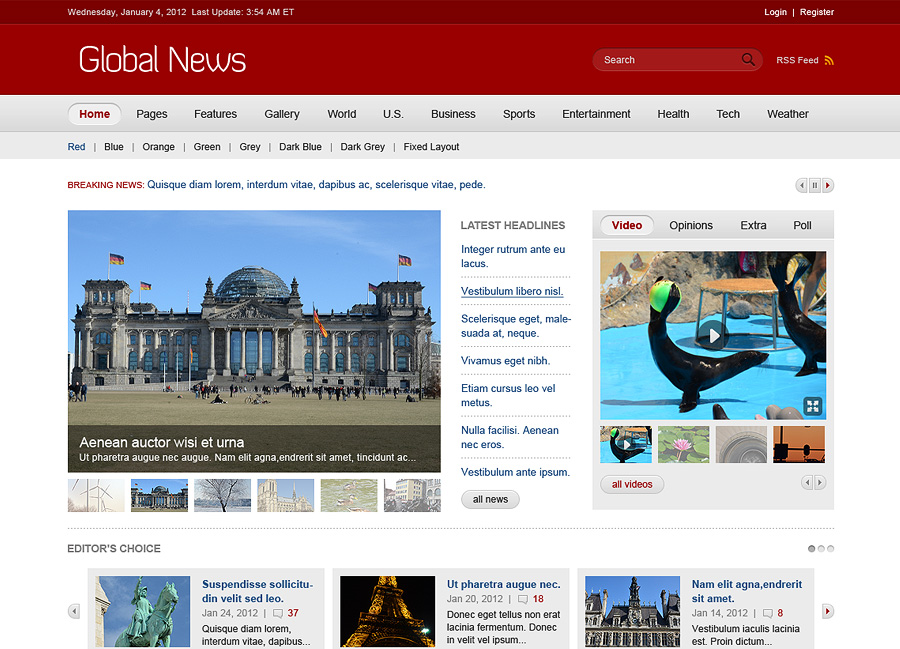 Wednesday, January 4, 2012 Last Update: 3:54 AM ET
Login | Register
Global News
Search
RSS Feed
Home Pages Features Gallery World U.S. Business Sports Entertainment Health Tech Weather
Red | Blue | Orange | Green | Grey | Dark Blue | Dark Grey | Fixed Layout
BREAKING NEWS: Quisque diam lorem, interdum vitae, dapibus ac, scelerisque vitae, pede.
Aenean auctor wisi et urna
Ut pharetra augue nec augue. Nam elit agna,endrerit sit amet, tincidunt ac...
LATEST HEADLINES
Integer rutrum ante eu
lacus.
Vestibulum libero nisl.
Scelerisque eget, male-
suada at, neque.
Vivamus eget nibh.
Etiam cursus leo vel
metus.
Nulla facilisi. Aenean
nec eros.
Vestibulum ante ipsum.
all news
Video Opinions Extra Poll
all videos
EDITOR'S CHOICE
Suspendisse sollicitu-
din velit sed leo.
Jan 24, 2012 | 37
Quisque diam lorem,
interdum vitae, dapibus...
Ut pharetra augue nec.
Jan 20, 2012 | 18
Donec eget tellus non erat
lacinia fermentum. Donec
in velit vel ipsum...
Nam elit agna,endrerit
sit amet.
Jan 14, 2012 | 8
Vestibulum iaculis lacinia
est. Proin dictum...